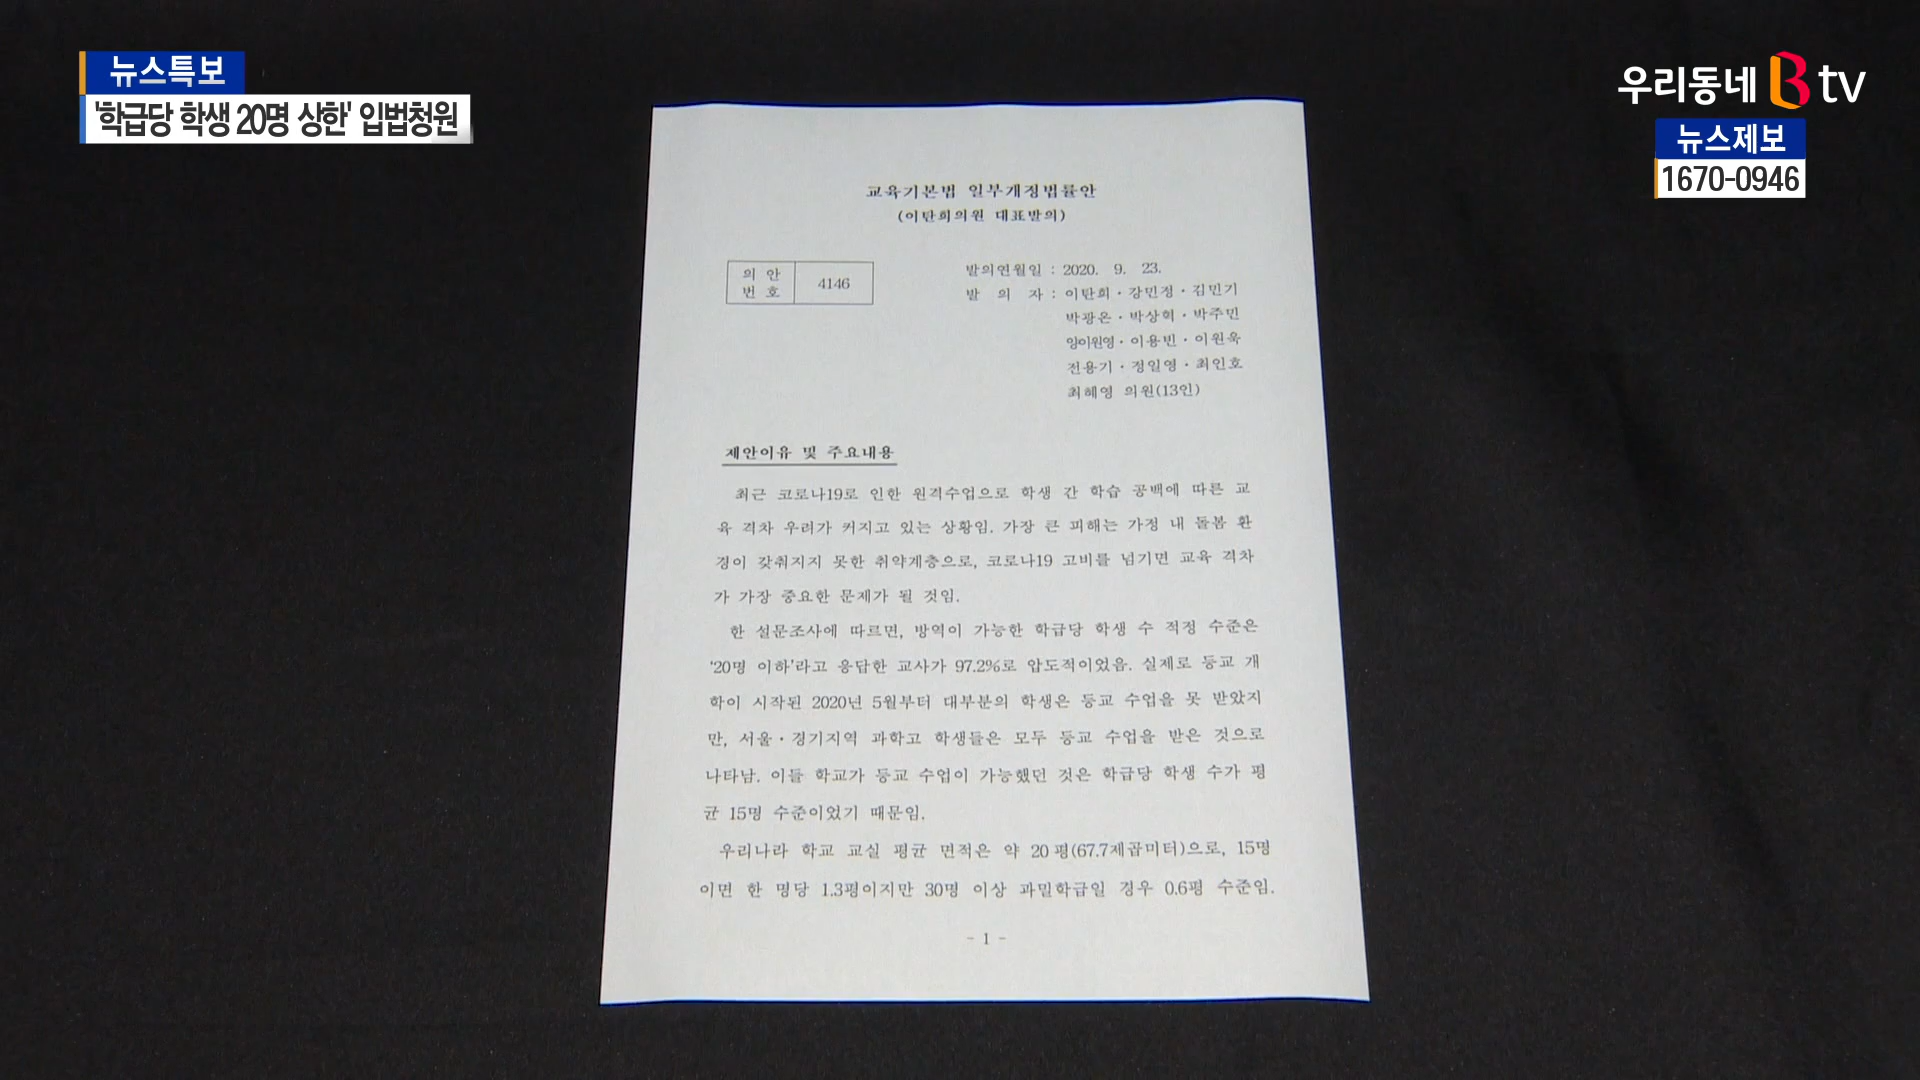 뉴스특보
'학급당 학생 20명 상한' 입법청원
우리동네 B tv
뉴스제보
1670-0946
교육기본법 일부개정법률안
(이탄희의원 대표발의)
의 안
번 호
4146
발의연월일 : 2020. 9. 23.
발 의 자 : 이탄희ㆍ강민정ㆍ김민기
박광온ㆍ박상혁ㆍ박주민
양이원영ㆍ이용빈ㆍ이원욱
전용기ㆍ정일영ㆍ최인호
최혜영 의원(13인)
제안이유 및 주요내용
최근 코로나19로 인한 원격수업으로 학생 간 학습 공백에 따른 교
육 격차 우려가 커지고 있는 상황임. 가장 큰 피해는 가정 내 돌봄 환
경이 갖춰지지 못한 취약계층으로, 코로나19 고비를 넘기면 교육 격차
가 가장 중요한 문제가 될 것임.
한 설문조사에 따르면, 방역이 가능한 학급당 학생 수 적정 수준은
‘20명 이하’라고 응답한 교사가 97.2%로 압도적이었음. 실제로 등교 개
학이 시작된 2020년 5월부터 대부분의 학생은 등교 수업을 못 받았지
만, 서울ㆍ경기지역 과학고 학생들은 모두 등교 수업을 받은 것으로
나타남. 이들 학교가 등교 수업이 가능했던 것은 학급당 학생 수가 평
균 15명 수준이었기 때문임.
우리나라 학교 교실 평균 면적은 약 20평(67.7제곱미터)으로, 15명
이면 한 명당 1.3평이지만 30명 이상 과밀학급일 경우 0.6평 수준임.
- 1 -